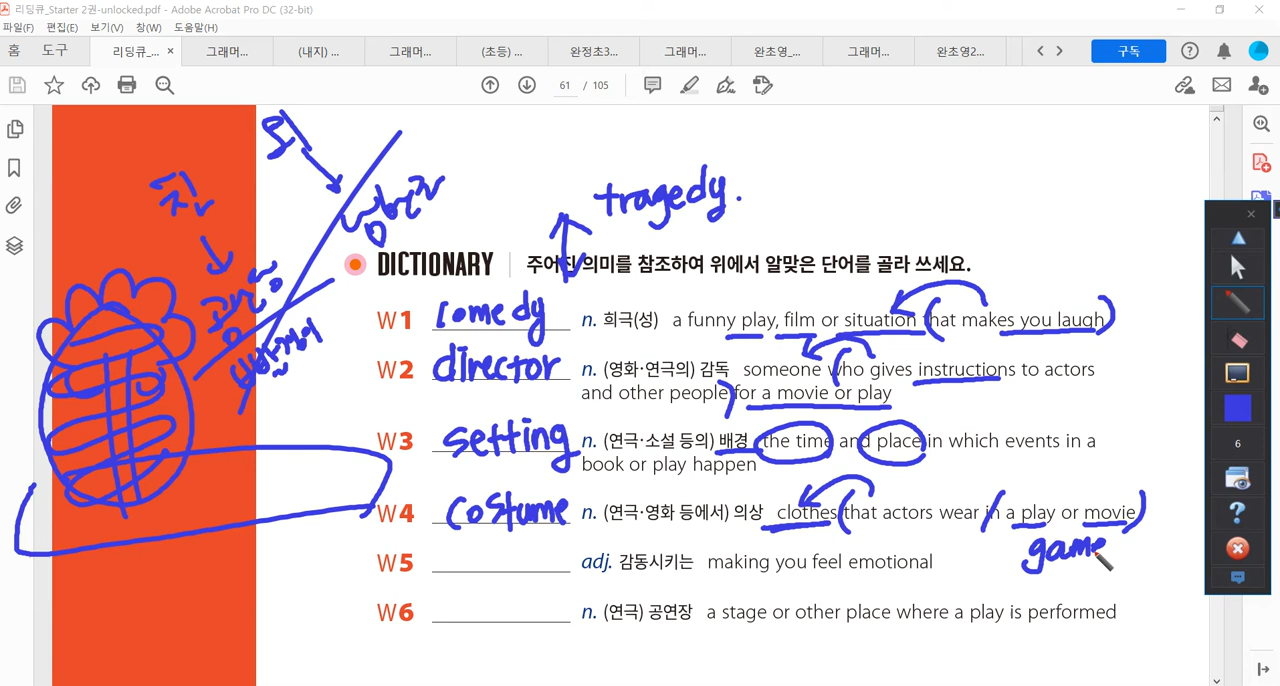 리딩큐_Starter 2권-unlocked.pdf - Adobe Acrobat Pro DC (32-bit)
파일(F) 편집(E) 보기(V) 창(W) 도움말(H)
홈 도구 리딩큐_... × 그래머... (내지) ... 그래머... (초등) ... 완정초3... 그래머... 완초영_... 그래머... 완초영2... 구독
61 / 105
tragedy.
DICTIONARY 주어진 의미를 참조하여 위에서 알맞은 단어를 골라 쓰세요.
W1 comedy n. 희극(성) a funny play, film or situation that makes you laugh
W2 director n. (영화·연극의) 감독 someone who gives instructions to actors
and other people for a movie or play
W3 setting n. (연극·소설 등의) 배경 the time and place in which events in a
book or play happen
W4 costume n. (연극·영화 등에서) 의상 clothes that actors wear in a play or movie
game
W5 adj. 감동시키는 making you feel emotional
W6 n. (연극) 공연장 a stage or other place where a play is performed
6